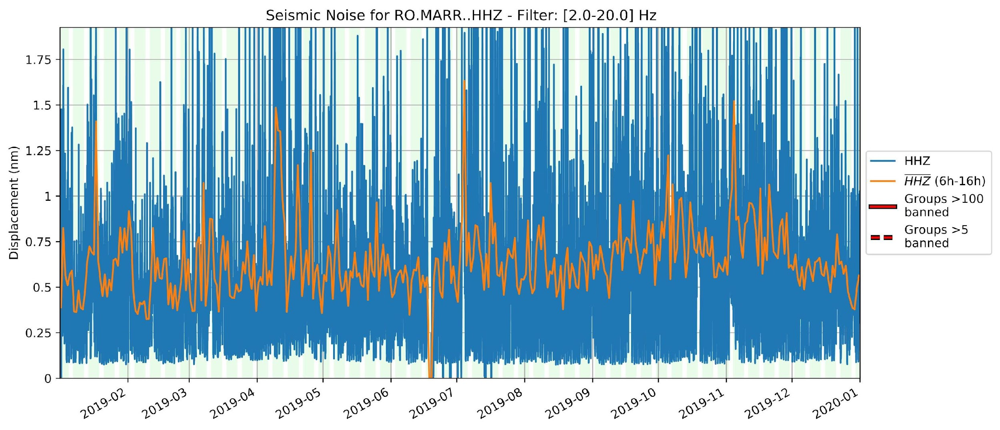 Seismic Noise for RO.MARR..HHZ - Filter: [2.0-20.0] Hz
Displacement (nm)
1.75
1.5
1.25
1
0.75
0.5
0.25
0
2019-02
2019-03
2019-04
2019-05
2019-06
2019-07
2019-08
2019-09
2019-10
2019-11
2019-12
2020-01
HHZ
HHZ (6h-16h)
Groups >100
banned
Groups >5
banned